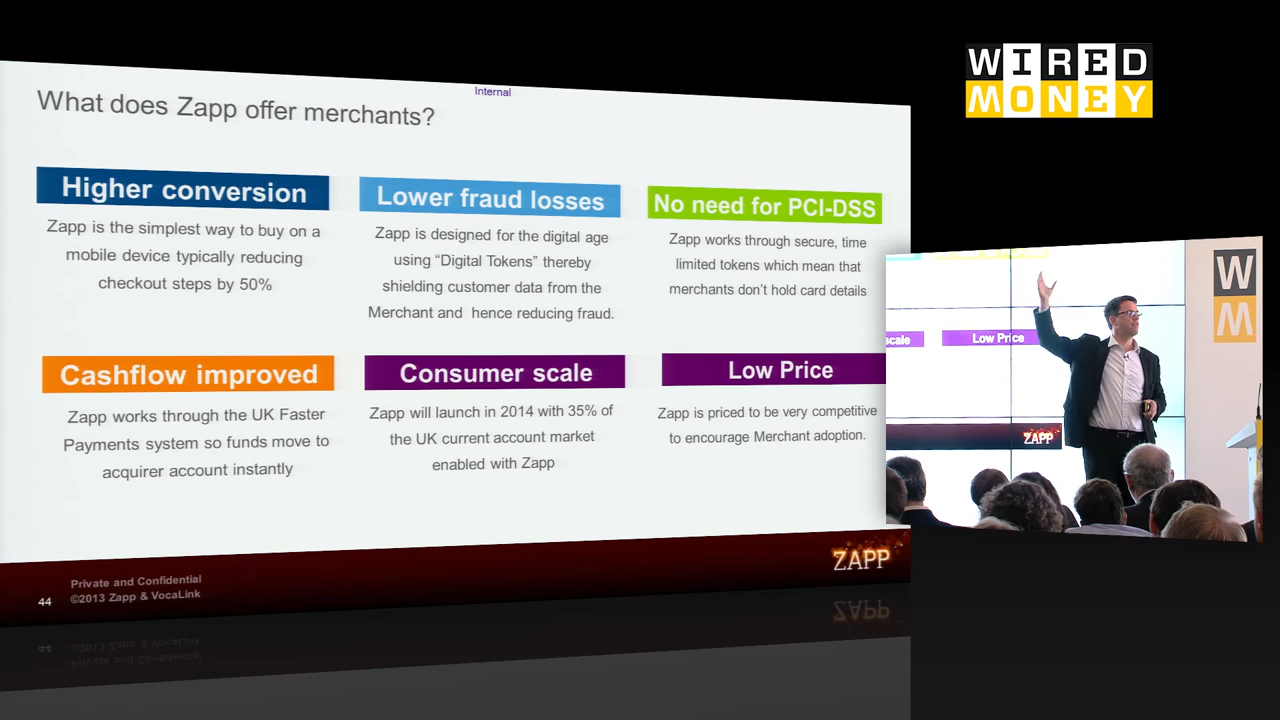 WIRED
MONEY
Internal
What does Zapp offer merchants?
Higher conversion
Zapp is the simplest way to buy on a
mobile device typically reducing
checkout steps by 50%
Lower fraud losses
Zapp is designed for the digital age
using “Digital Tokens” thereby
shielding customer data from the
Merchant and hence reducing fraud.
No need for PCI-DSS
Zapp works through secure, time
limited tokens which mean that
merchants don’t hold card details
Cashflow improved
Zapp works through the UK Faster
Payments system so funds move to
acquirer account instantly
Consumer scale
Zapp will launch in 2014 with 35% of
the UK current account market
enabled with Zapp
Low Price
Zapp is priced to be very competitive
to encourage Merchant adoption.
Private and Confidential
©2013 Zapp & VocaLink
44
ZAPP
scale
Low Price
ZAPP
W
M